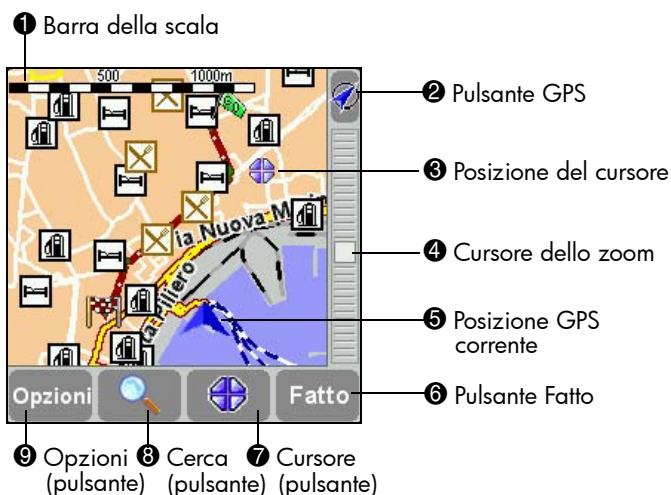 ❶ Barra della scala
500 1000m
❷ Pulsante GPS
❸ Posizione del cursore
ia Nuova M
❹ Cursore dello zoom
a Piliero
❺ Posizione GPS
corrente
Opzioni Fatto
❻ Pulsante Fatto
❾ Opzioni
(pulsante)
❽ Cerca
(pulsante)
❼ Cursore
(pulsante)